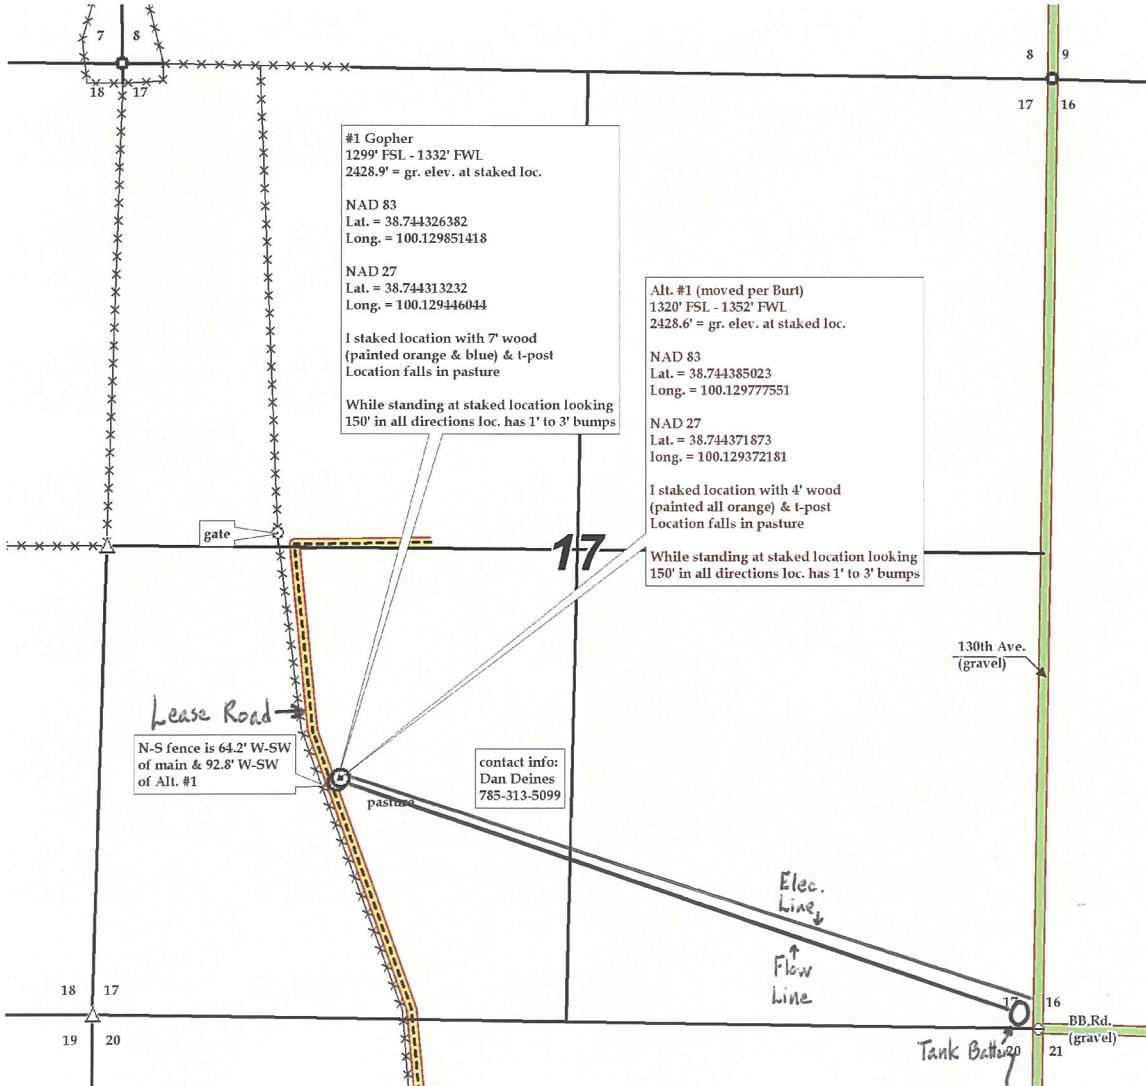 7 8
18 17
8 9
17 16
#1 Gopher
1299' FSL - 1332' FWL
2428.9' = gr. elev. at staked loc.
NAD 83
Lat. = 38.744326382
Long. = 100.129851418
NAD 27
Lat. = 38.744313232
Long. = 100.129446044
I staked location with 7' wood
(painted orange & blue) & t-post
Location falls in pasture
While standing at staked location looking
150' in all directions loc. has 1' to 3' bumps
Alt. #1 (moved per Burt)
1320' FSL - 1352' FWL
2428.6' = gr. elev. at staked loc.
NAD 83
Lat. = 38.744385023
Long. = 100.129777551
NAD 27
Lat. = 38.744371873
long. = 100.129372181
I staked location with 4' wood
(painted all orange) & t-post
Location falls in pasture
While standing at staked location looking
150' in all directions loc. has 1' to 3' bumps
gate
17
130th Ave.
(gravel)
Lease Road
N-S fence is 64.2' W-SW
of main & 92.8' W-SW
of Alt. #1
contact info:
Dan Deines
785-313-5099
pasture
Elec.
Line
Flow
Line
18 17
19 20
17 16
20 21
BB Rd.
(gravel)
Tank Battery